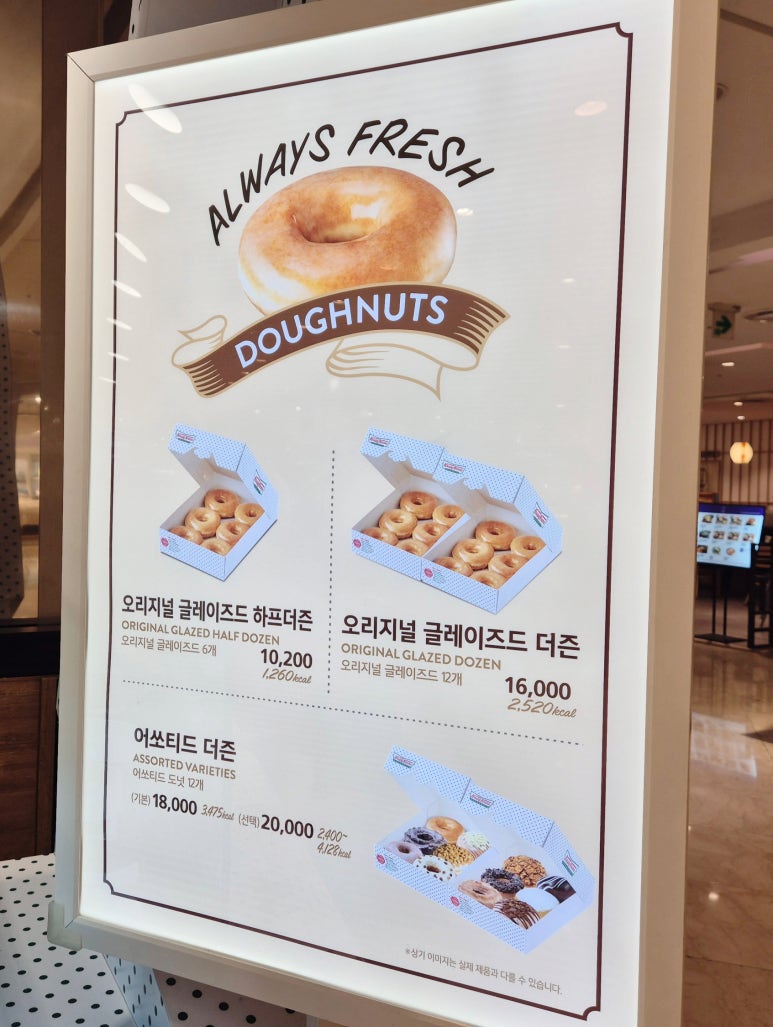 ALWAYS FRESH
DOUGHNUTS
오리지널 글레이즈드 하프더즌
ORIGINAL GLAZED HALF DOZEN
오리지널 글레이즈드 6개
10,200
1,260kcal
오리지널 글레이즈드 더즌
ORIGINAL GLAZED DOZEN
오리지널 글레이즈드 12개
16,000
2,520kcal
어쏘티드 더즌
ASSORTED VARIETIES
어쏘티드 도넛 12개
(기본) 18,000 3,475kcal (선택) 20,000 2,400~
4,128kcal
※상기 이미지는 실제 제품과 다를 수 있습니다.